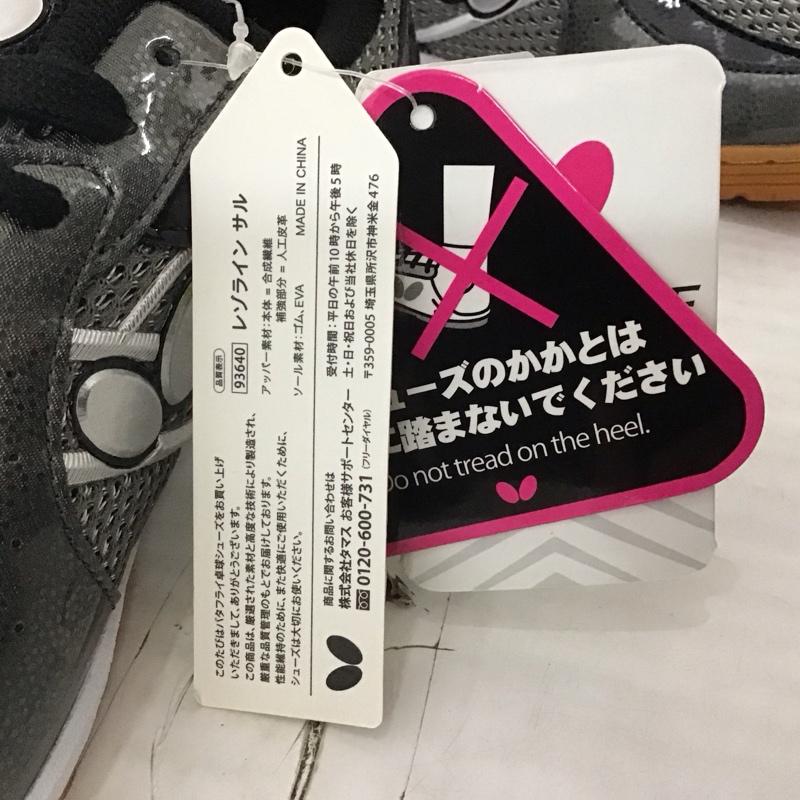 品質表示
93640 レゾライン サル
アッパー素材：本体 = 合成繊維
補強部分 = 人工皮革
ソール素材：ゴム、EVA MADE IN CHINA
このたびはバタフライ卓球シューズをお買い上げ
いただきまして、ありがとうございます。
この商品は、厳選された素材と高度な技術により製造され、
厳重な品質管理のもとでお届けしております。
性能維持のために、また快適にご使用いただくために、
シューズは大切にお使いください。
商品に関するお問い合わせは
株式会社タマス お客様サポートセンター
0120-600-731 (フリーダイヤル)
受付時間：平日の午前10時から午後5時
土・日・祝日および当社休日を除く
〒359-0005 埼玉県所沢市神米金476
ューズのかかとは
に踏まないでください
Do not tread on the heel.